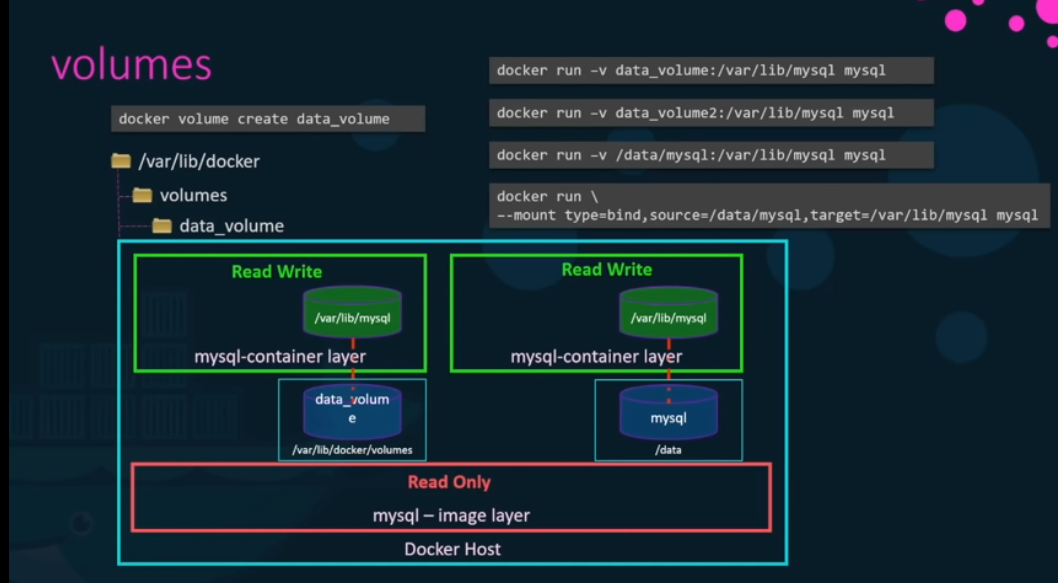 volumes
docker volume create data_volume
/var/lib/docker
volumes
data_volume
docker run –v data_volume:/var/lib/mysql mysql
docker run –v data_volume2:/var/lib/mysql mysql
docker run –v /data/mysql:/var/lib/mysql mysql
docker run \
--mount type=bind,source=/data/mysql,target=/var/lib/mysql mysql
Read Write
/var/lib/mysql
mysql-container layer
data_volum
e
/var/lib/docker/volumes
Read Write
/var/lib/mysql
mysql-container layer
mysql
/data
Read Only
mysql – image layer
Docker Host